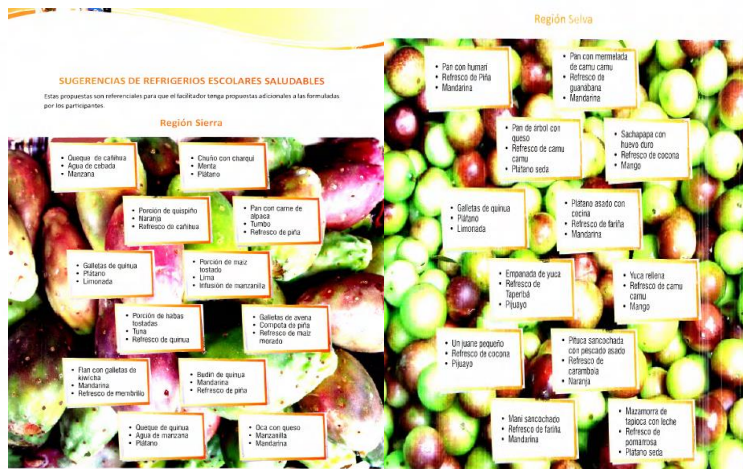 SUGERENCIAS DE REFRIGERIOS ESCOLARES SALUDABLES
Estas propuestas son referenciales para que el facilitador tenga propuestas adicionales a las formuladas
por los participantes.
Región Sierra
• Queque de cañihua
• Agua de cebada
• Manzana
• Chuño con charqui
• Menta
• Plátano
• Porción de quispiño
• Naranja
• Refresco de cañihua
• Pan con carne de
alpaca
• Tumbo
• Refresco de piña
• Galletas de quinua
• Plátano
• Limonada
• Porción de maíz
tostado
• Lima
• Infusión de manzanilla
• Porción de habas
tostadas
• Tuna
• Refresco de quinua
• Galletas de avena
• Compota de piña
• Refresco de maíz
morado
• Flan con galletas de
kiwicha
• Mandarina
• Refresco de membrillo
• Budín de quinua
• Mandarina
• Refresco de piña
• Queque de quinua
• Agua de manzana
• Plátano
• Oca con queso
• Manzanilla
• Mandarina
Región Selva
• Pan con humarí
• Refresco de Piña
• Mandarina
• Pan con mermelada
de camu camu
• Refresco de
guanábana
• Mandarina
• Pan de árbol con
queso
• Refresco de camu
camu
• Plátano seda
• Sachapapa con
huevo duro
• Refresco de cocona
• Mango
• Galletas de quinua
• Plátano
• Limonada
• Plátano asado con
cecina
• Refresco de fariña
• Mandarina
• Empanada de yuca
• Refresco de
Taperibá
• Pijuayo
• Yuca rellena
• Refresco de camu
camu
• Mango
• Un juane pequeño
• Refresco de cocona
• Pijuayo
• Pituca sancochada
con pescado asado
• Refresco de
carambola
• Naranja
• Maní sancochado
• Refresco de fariña
• Mandarina
• Mazamorra de
tapioca con leche
• Refresco de
pomarrosa
• Plátano seda